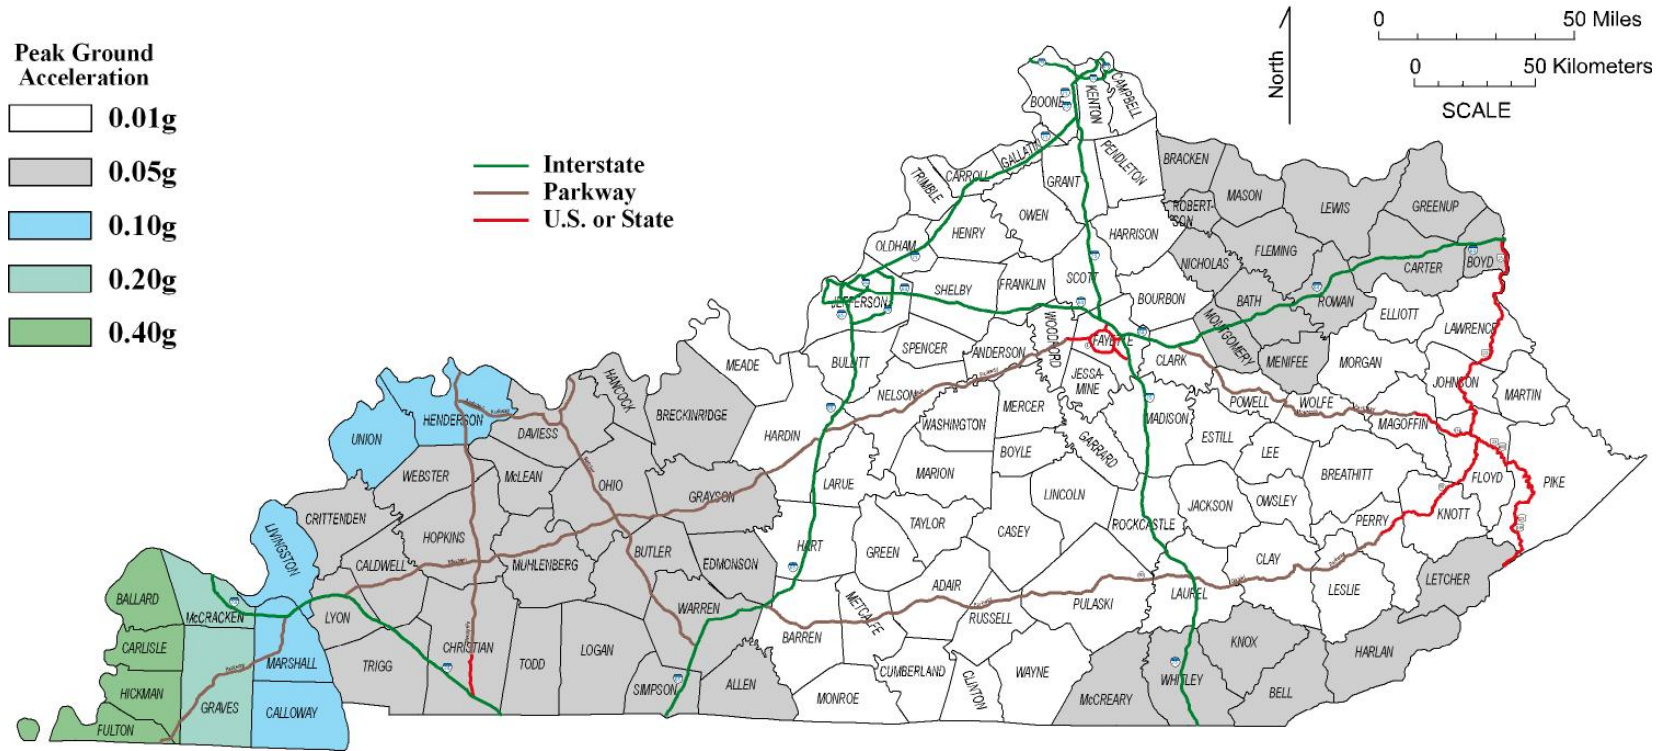 Peak Ground
Acceleration
0.01g
0.05g
0.10g
0.20g
0.40g
Interstate
Parkway
U.S. or State
North
0 50 Miles
0 50 Kilometers
SCALE
BOONE
KENTON
CAMPBELL
GALLATIN
CARROLL
TRIMBLE
GRANT
PENDLETON
BRACKEN
MASON
ROBERT-
SON
LEWIS
GREENUP
OWEN
HENRY
OLDHAM
HARRISON
NICHOLAS
FLEMING
CARTER
BOYD
JEFFERSON
SHELBY
FRANKLIN
SCOTT
BOURBON
BATH
ROWAN
ELLIOTT
LAWRENCE
MEADE
BULLITT
SPENCER
ANDERSON
WOODFORD
FAYETTE
CLARK
MONTGOMERY
MENIFEE
MORGAN
JOHNSON
MARTIN
HANCOCK
BRECKINRIDGE
NELSON
JESSA-
MINE
MERCER
WASHINGTON
MADISON
POWELL
WOLFE
MAGOFFIN
UNION
HENDERSON
DAVIESS
HARDIN
BOYLE
GARRARD
ESTILL
LEE
BREATHITT
FLOYD
PIKE
WEBSTER
McLEAN
OHIO
GRAYSON
LARUE
MARION
LINCOLN
JACKSON
OWSLEY
KNOTT
PERRY
CRITTENDEN
LIVINGSTON
HOPKINS
MUHLENBERG
BUTLER
EDMONSON
HART
GREEN
TAYLOR
CASEY
ROCKCASTLE
CLAY
LESLIE
LETCHER
CALDWELL
BALLARD
McCRACKEN
LYON
WARREN
BARREN
METCALFE
ADAIR
RUSSELL
PULASKI
LAUREL
KNOX
HARLAN
CARLISLE
MARSHALL
TRIGG
CHRISTIAN
TODD
LOGAN
SIMPSON
ALLEN
MONROE
CUMBERLAND
CLINTON
WAYNE
McCREARY
WHITLEY
BELL
HICKMAN
GRAVES
CALLOWAY
FULTON